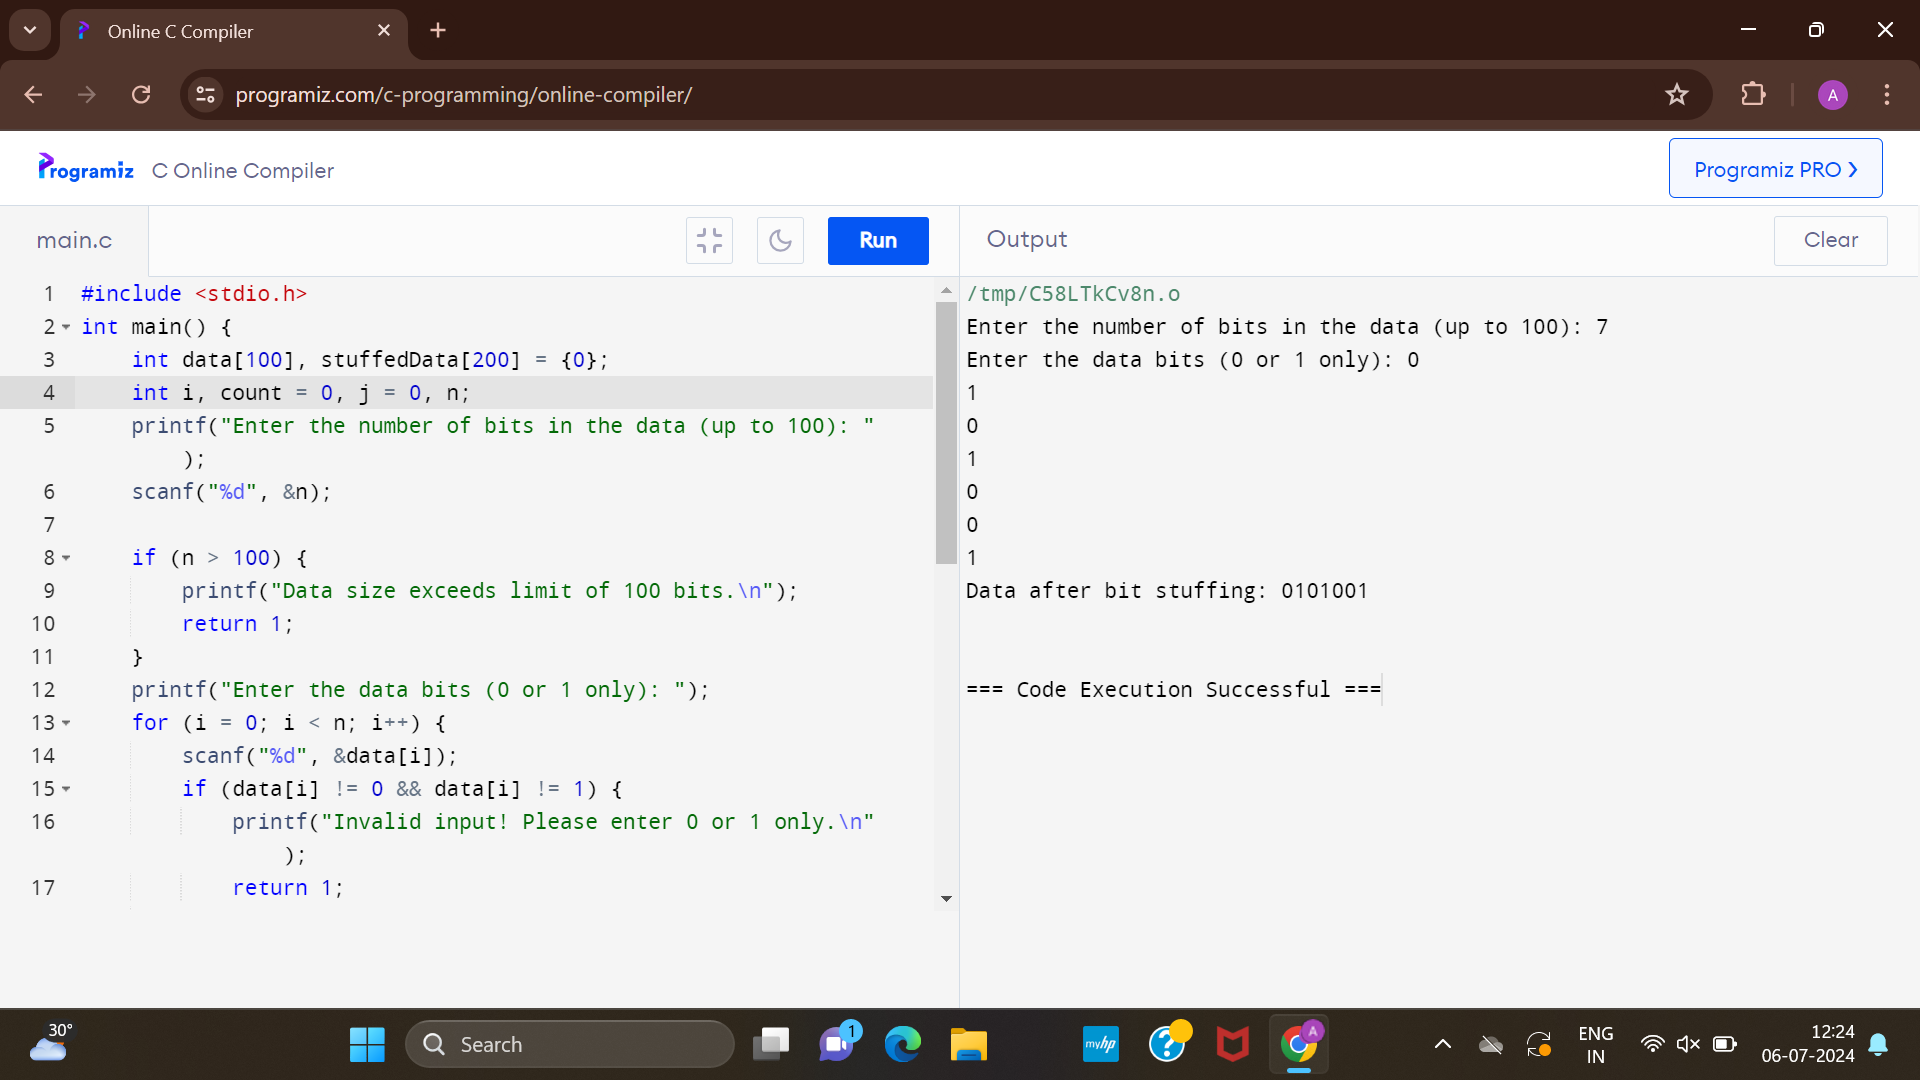 Online C Compiler
programiz.com/c-programming/online-compiler/
A
Programiz
C Online Compiler
Programiz PRO ❯
main.c
Run
Output
Clear
1 #include <stdio.h>
2 int main() {
3 int data[100], stuffedData[200] = {0};
4 int i, count = 0, j = 0, n;
5 printf("Enter the number of bits in the data (up to 100): "
);
6 scanf("%d", &n);
7
8 if (n > 100) {
9 printf("Data size exceeds limit of 100 bits.\n");
10 return 1;
11 }
12 printf("Enter the data bits (0 or 1 only): ");
13 for (i = 0; i < n; i++) {
14 scanf("%d", &data[i]);
15 if (data[i] != 0 && data[i] != 1) {
16 printf("Invalid input! Please enter 0 or 1 only.\n"
);
17 return 1;
/tmp/C58LTkCv8n.o
Enter the number of bits in the data (up to 100): 7
Enter the data bits (0 or 1 only): 0
1
0
1
0
0
1
Data after bit stuffing: 0101001
=== Code Execution Successful ===
30°
Search
1
myhp
?
A
ENG
IN
12:24
06-07-2024